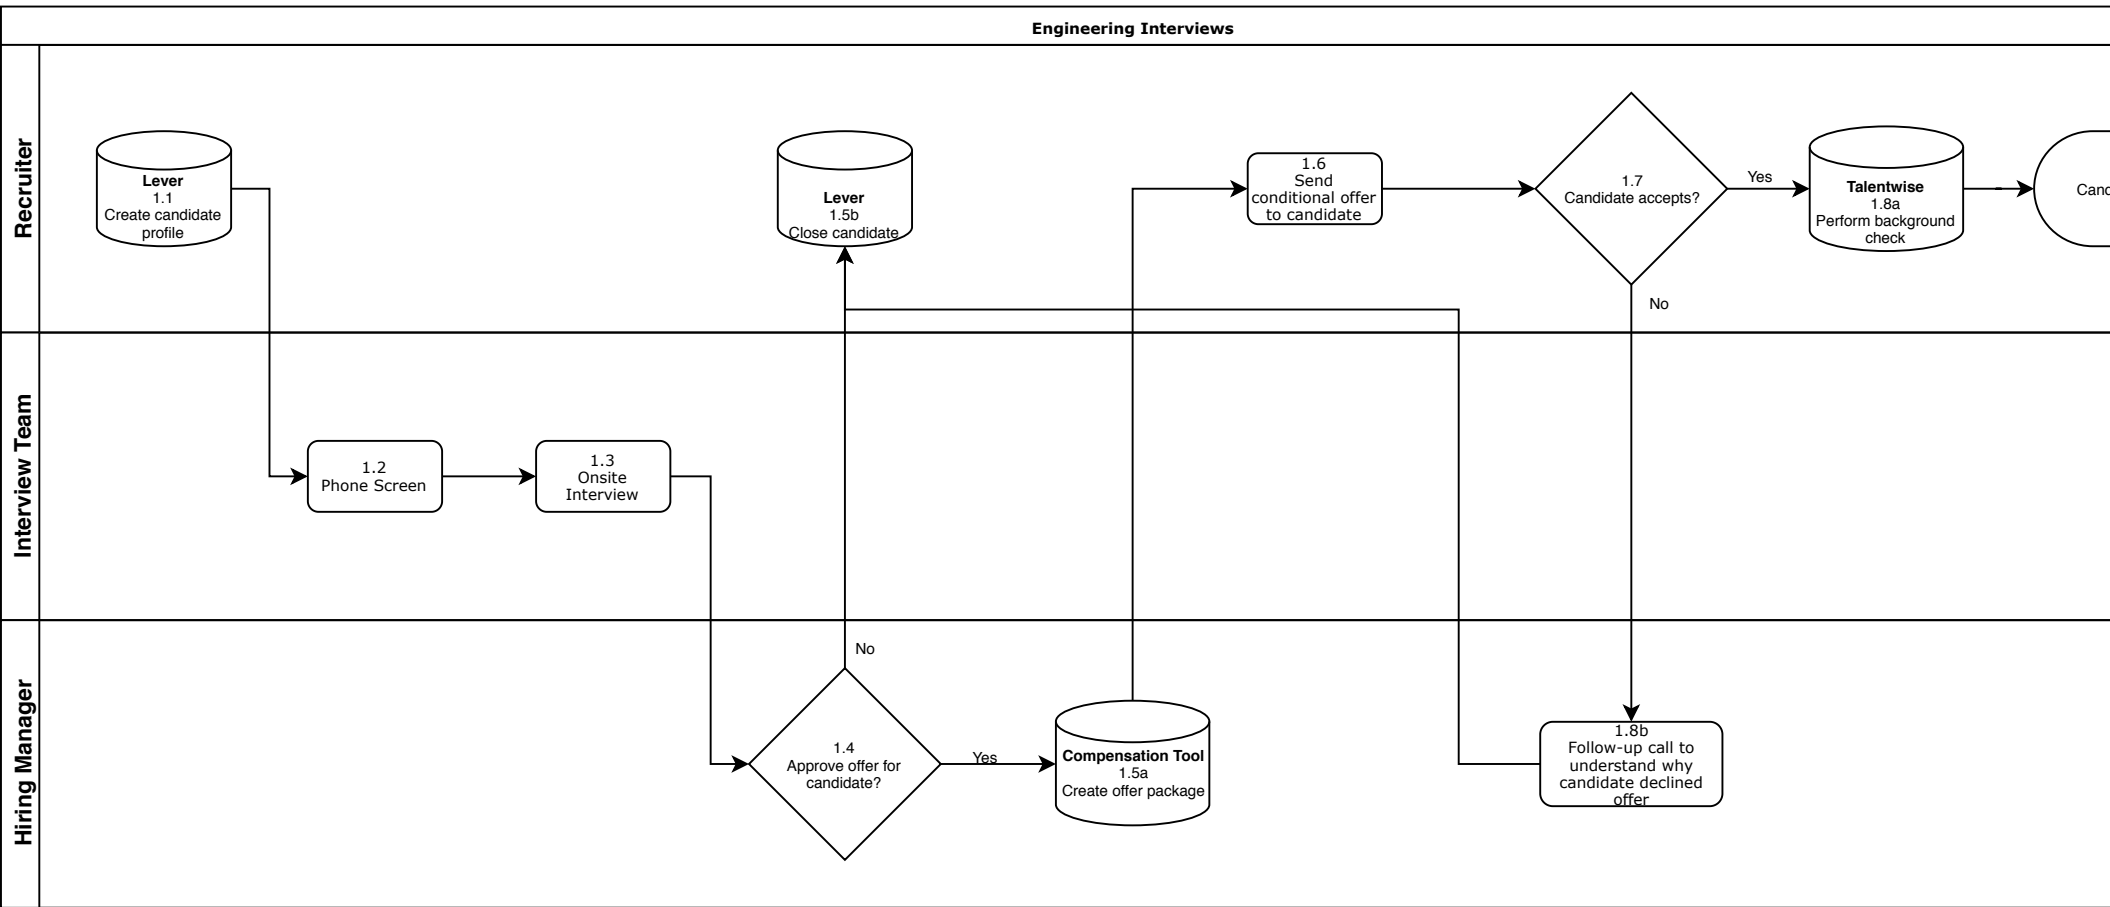 Engineering Interviews
Recruiter
Lever
1.1
Create candidate
profile
Lever
1.5b
Close candidate
1.6
Send
conditional offer
to candidate
1.7
Candidate accepts?
Yes
No
Talentwise
1.8a
Perform background
check
Interview Team
1.2
Phone Screen
1.3
Onsite
Interview
Hiring Manager
No
1.4
Approve offer for
candidate?
Yes
Compensation Tool
1.5a
Create offer package
1.8b
Follow-up call to
understand why
candidate declined
offer